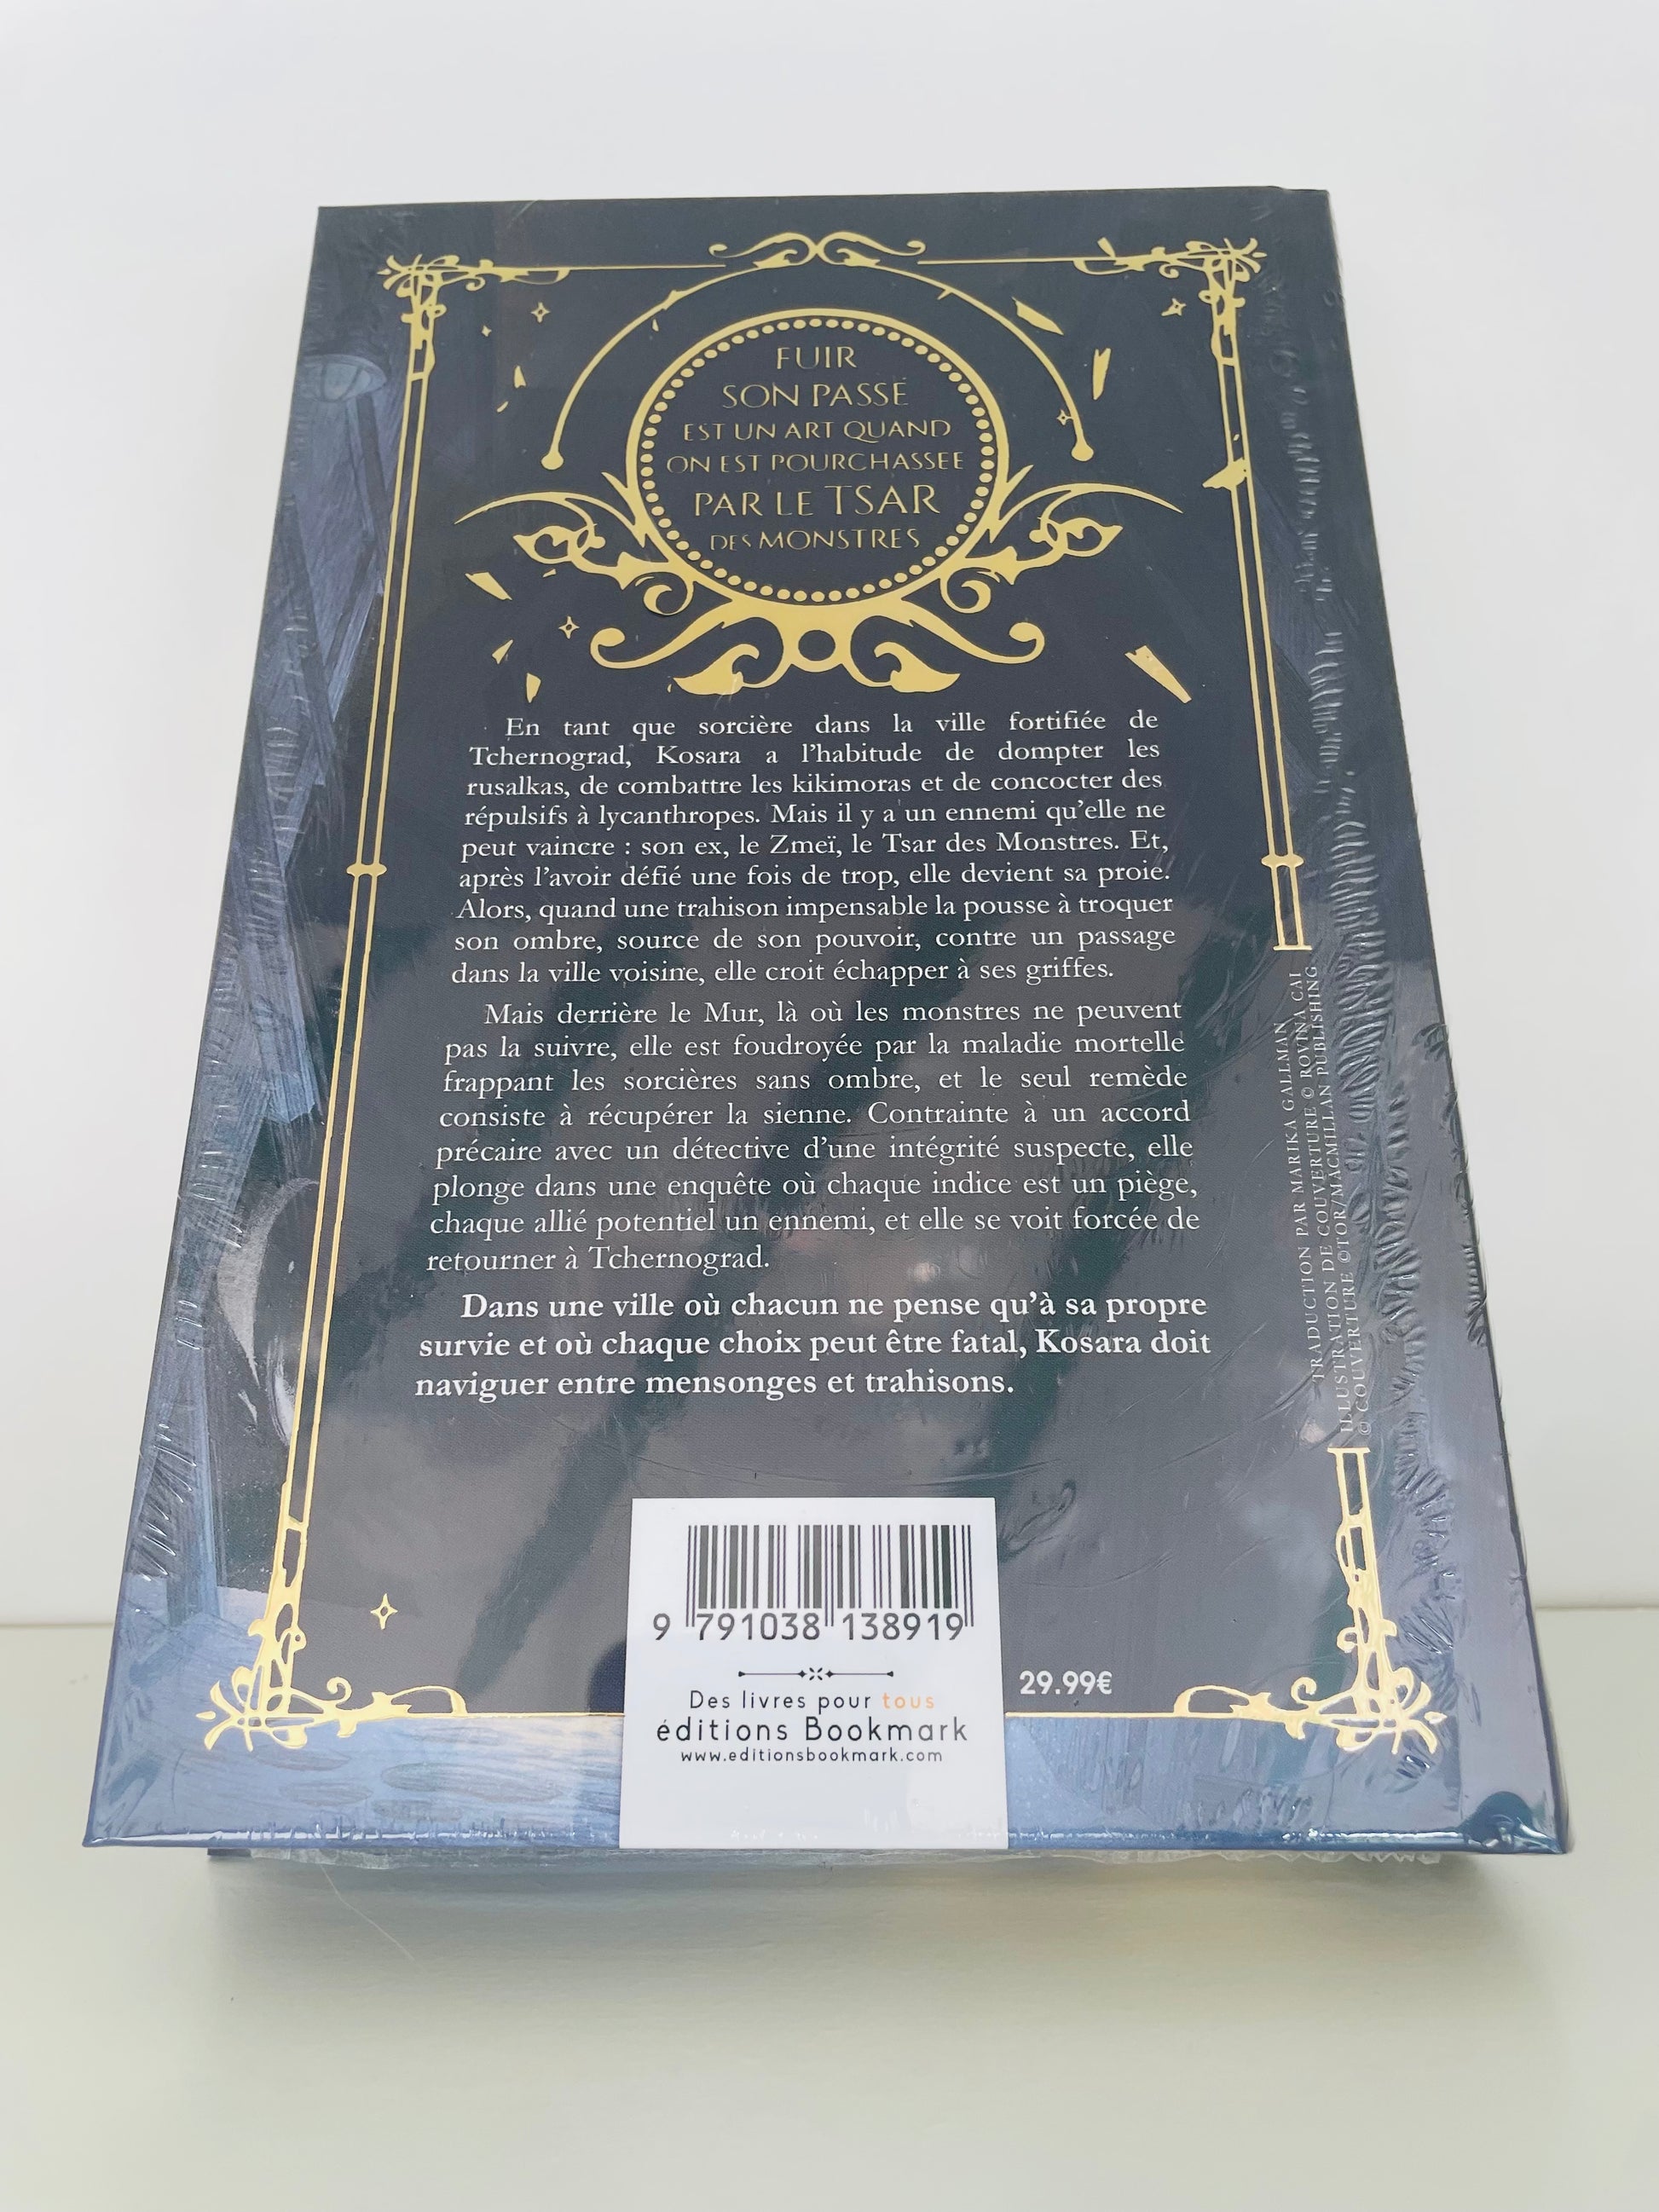 FUIR
SON PASSÉ
EST UN ART QUAND
ON EST POURCHASSEE
PAR LE TSAR
DES MONSTRES
En tant que sorcière dans la ville fortifiée de
Tchernograd, Kosara a l'habitude de dompter les
rusalkas, de combattre les kikimoras et de concocter des
répulsifs à lycanthropes. Mais il y a un ennemi qu'elle ne
peut vaincre : son ex, le Zmeï, le Tsar des Monstres. Et,
après l'avoir défié une fois de trop, elle devient sa proie.
Alors, quand une trahison impensable la pousse à troquer
son ombre, source de son pouvoir, contre un passage
dans la ville voisine, elle croit échapper à ses griffes.
Mais derrière le Mur, là où les monstres ne peuvent
pas la suivre, elle est foudroyée par la maladie mortelle
frappant les sorcières sans ombre, et le seul remède
consiste à récupérer la sienne. Contrainte à un accord
précaire avec un détective d'une intégrité suspecte, elle
plonge dans une enquête où chaque indice est un piège,
chaque allié potentiel un ennemi, et elle se voit forcée de
retourner à Tchernograd.
Dans une ville où chacun ne pense qu'à sa propre
survie et où chaque choix peut être fatal, Kosara doit
naviguer entre mensonges et trahisons.
TRADUCTION PAR MARIKA GALLMAN
ILLUSTRATION DE COUVERTURE © ROVINA CAI
© COUVERTURE ©TOR/MACMILLAN PUBLISHING
9 791038 138919
29.99€
Des livres pour tous
éditions Bookmark
www.editionsbookmark.com